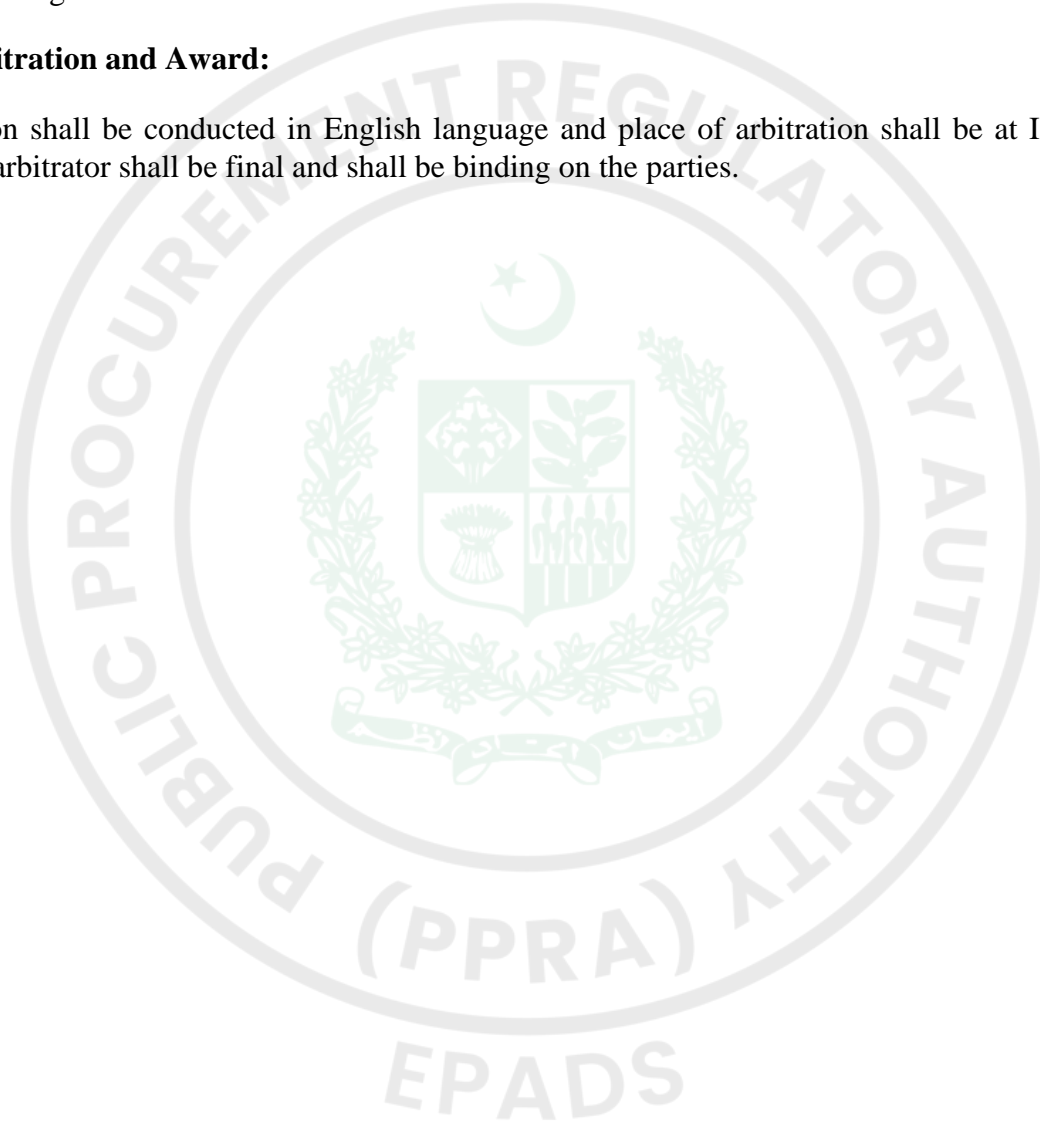 itration and Award:
on shall be conducted in English language and place of arbitration shall be at I
arbitrator shall be final and shall be binding on the parties.
PUBLIC PROCUREMENT REGULATORY AUTHORITY
(PPRA)
EPADS